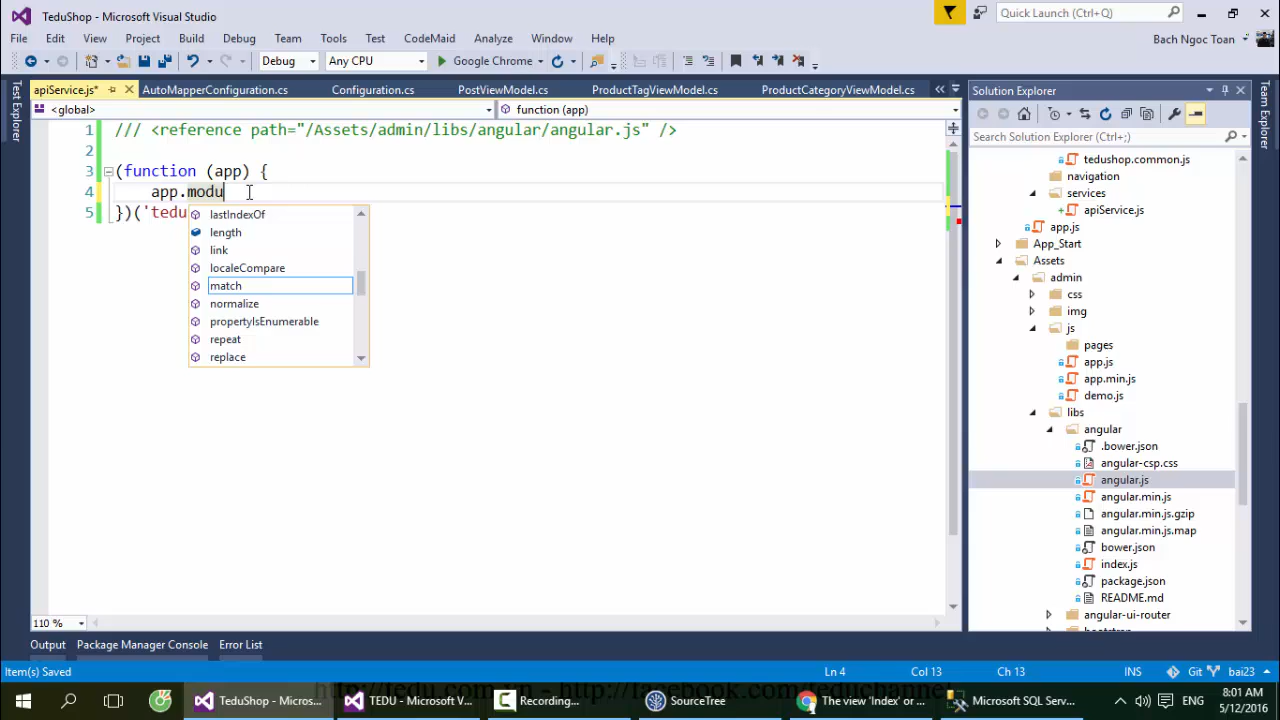 TeduShop - Microsoft Visual Studio
Quick Launch (Ctrl+Q)
File Edit View Project Build Debug Team Tools Test CodeMaid Analyze Window Help
Bach Ngoc Toan
Debug Any CPU Google Chrome
Test Explorer
apiService.js* AutoMapperConfiguration.cs Configuration.cs PostViewModel.cs ProductTagViewModel.cs ProductCategoryViewModel.cs
<global> function (app)
1 /// <reference path="/Assets/admin/libs/angular/angular.js" />
2
3 (function (app) {
4 app.modu
5 })('tedu
lastIndexOf
length
link
localeCompare
match
normalize
propertyIsEnumerable
repeat
replace
Solution Explorer
Search Solution Explorer (Ctrl+;)
tedushop.common.js
navigation
services
apiService.js
app.js
App_Start
Assets
admin
css
img
js
pages
app.js
app.min.js
demo.js
libs
angular
.bower.json
angular-csp.css
angular.js
angular.min.js
angular.min.js.gzip
angular.min.js.map
bower.json
index.js
package.json
README.md
angular-ui-router
Team Explorer
110 %
Output Package Manager Console Error List
Item(s) Saved Ln 4 Col 13 Ch 13 INS Git bai23
TeduShop - Micros... TEDU - Microsoft V... Recording... SourceTree The view 'Index' or ... Microsoft SQL Serv... ENG 8:01 AM
5/12/2016